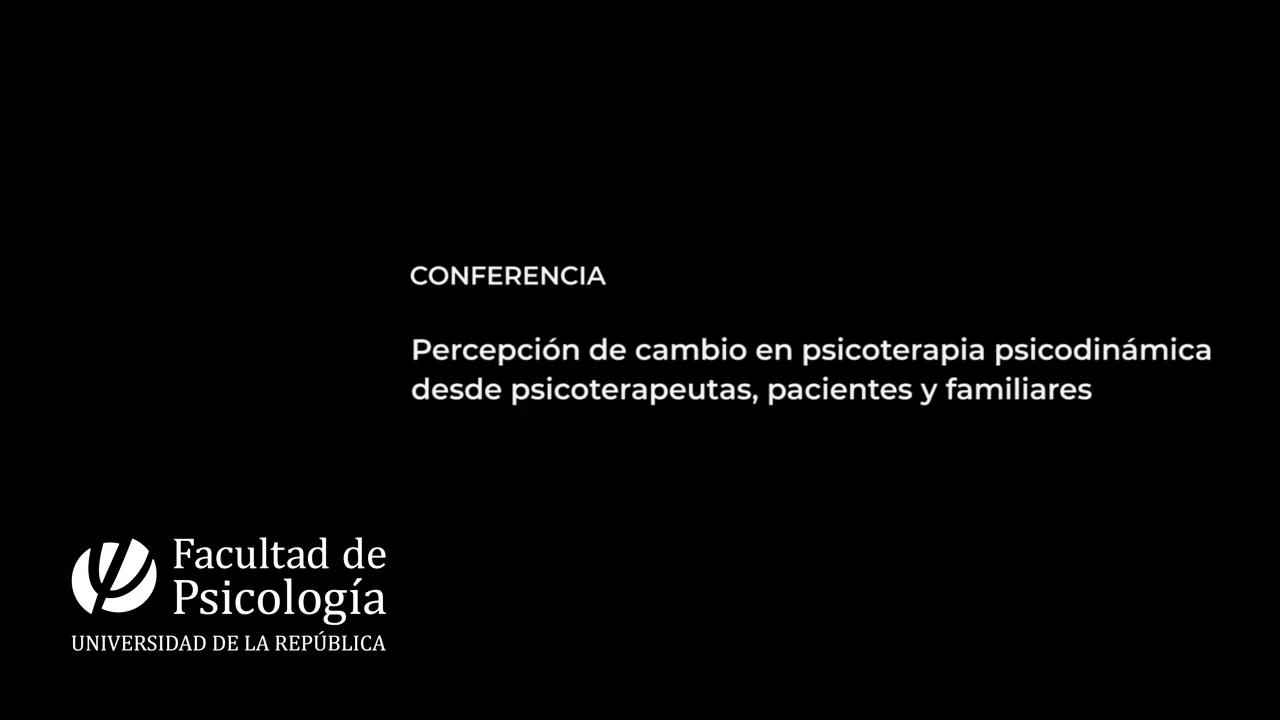 CONFERENCIA
Percepción de cambio en psicoterapia psicodinámica
desde psicoterapeutas, pacientes y familiares
Facultad de
Psicología
UNIVERSIDAD DE LA REPÚBLICA